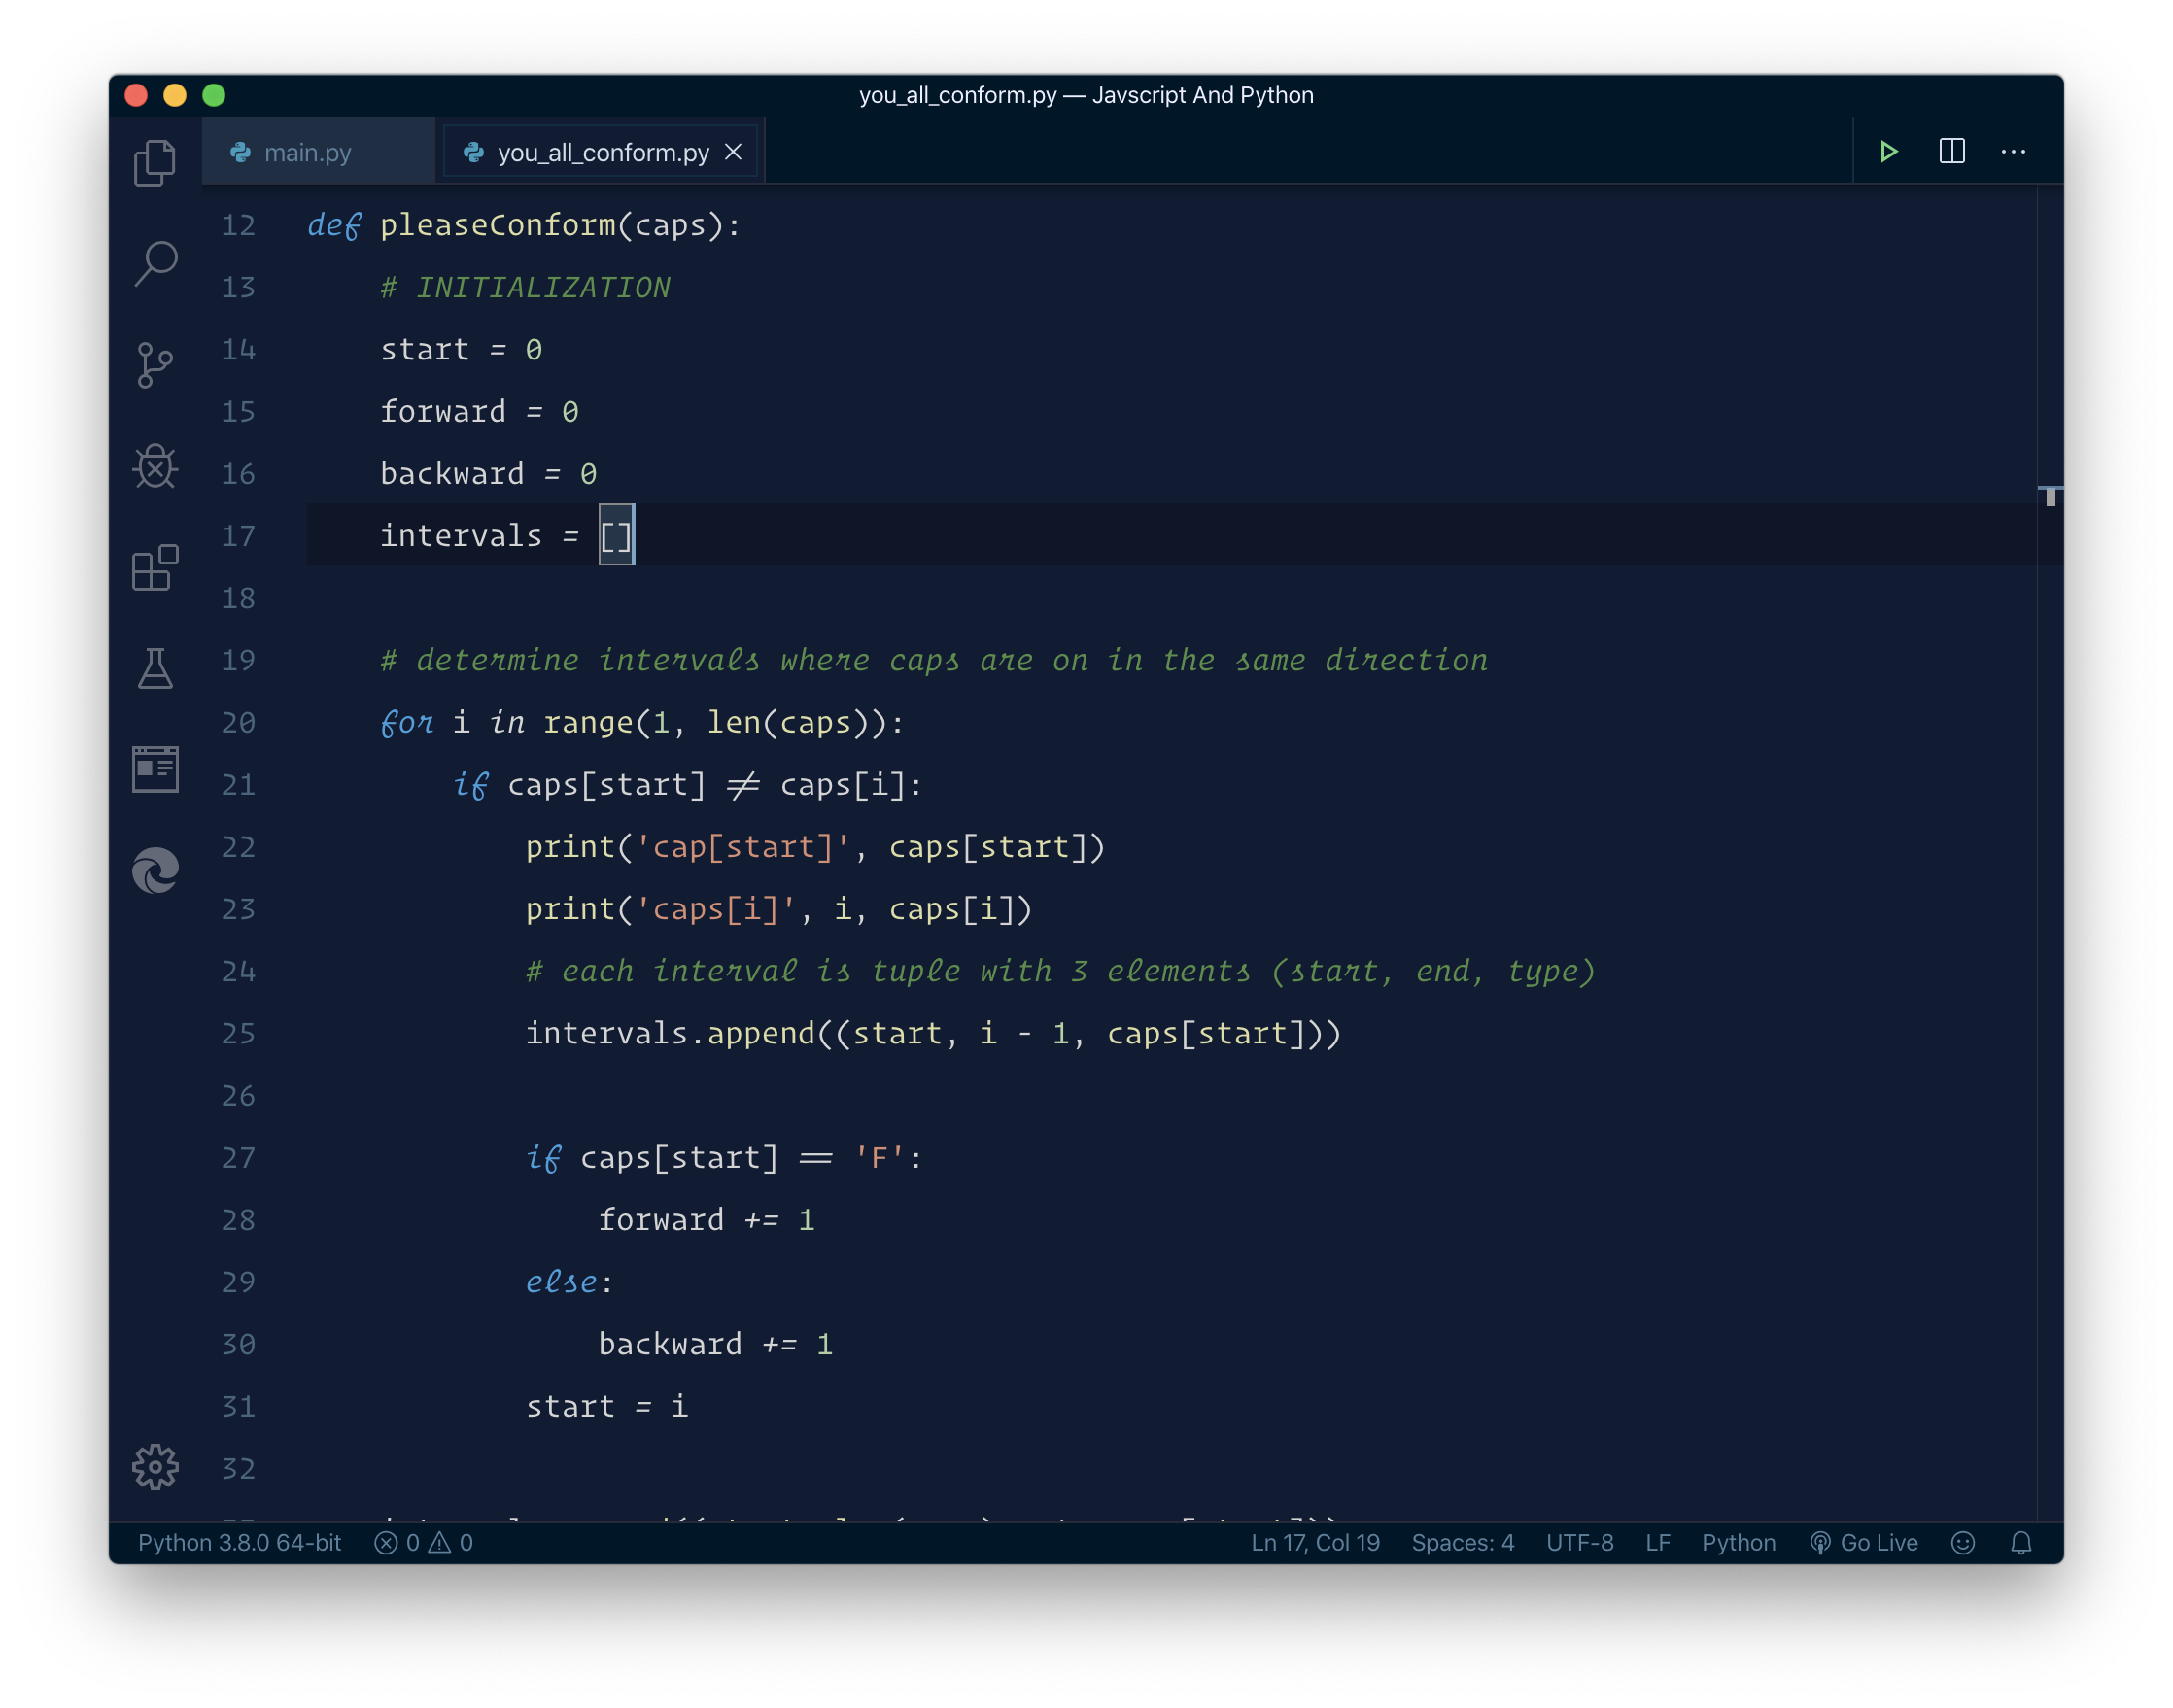 you_all_conform.py — Javscript And Python
main.py
you_all_conform.py
12 def pleaseConform(caps):
13     # INITIALIZATION
14     start = 0
15     forward = 0
16     backward = 0
17     intervals = []
18
19     # determine intervals where caps are on in the same direction
20     for i in range(1, len(caps)):
21         if caps[start] != caps[i]:
22             print('cap[start]', caps[start])
23             print('caps[i]', i, caps[i])
24             # each interval is tuple with 3 elements (start, end, type)
25             intervals.append((start, i - 1, caps[start]))
26
27             if caps[start] == 'F':
28                 forward += 1
29             else:
30                 backward += 1
31             start = i
32
Python 3.8.0 64-bit 0 0 Ln 17, Col 19 Spaces: 4 UTF-8 LF Python Go Live